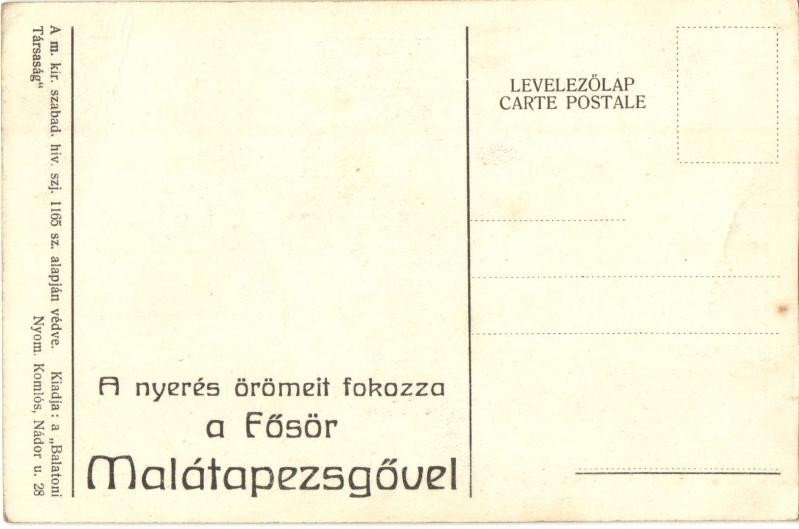 A m. kir. szabad. hiv. szj. 1165 sz. alapján védve. Kiadja: a „Balatoni
Társaság“ Nyom. Komlós, Nádor u. 28
A nyerés örömeit fokozza
a Fősör
Malátapezsgővel
LEVELEZŐLAP
CARTE POSTALE